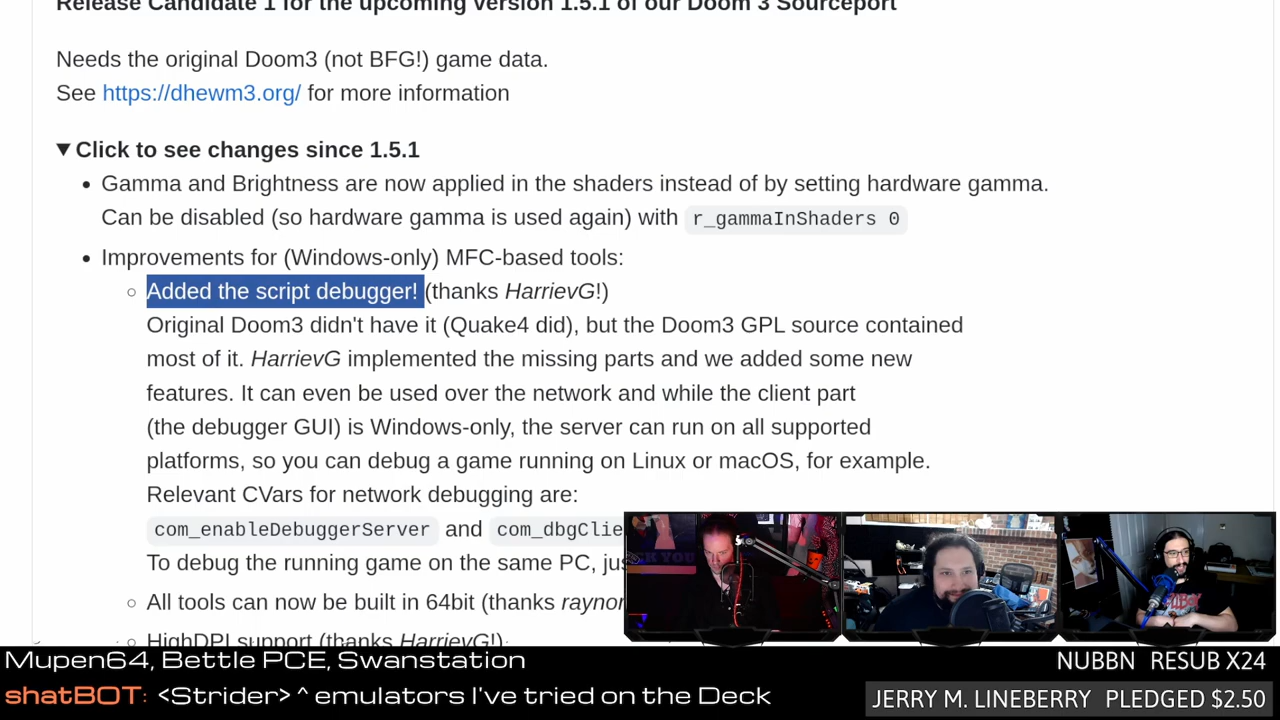 Release Candidate 1 for the upcoming version 1.5.1 of our Doom 3 Sourceport
Needs the original Doom3 (not BFG!) game data.
See https://dhewm3.org/ for more information
▼ Click to see changes since 1.5.1
• Gamma and Brightness are now applied in the shaders instead of by setting hardware gamma.
Can be disabled (so hardware gamma is used again) with r_gammaInShaders 0
• Improvements for (Windows-only) MFC-based tools:
○ Added the script debugger! (thanks HarrievG!)
Original Doom3 didn't have it (Quake4 did), but the Doom3 GPL source contained
most of it. HarrievG implemented the missing parts and we added some new
features. It can even be used over the network and while the client part
(the debugger GUI) is Windows-only, the server can run on all supported
platforms, so you can debug a game running on Linux or macOS, for example.
Relevant CVars for network debugging are:
com_enableDebuggerServer and com_dbgClie
To debug the running game on the same PC, jus
○ All tools can now be built in 64bit (thanks raynor
○ HighDPI support (thanks HarrievG!)
Mupen64, Bettle PCE, Swanstation
NUBBN RESUB X24
shatBOT: <Strider> ^ emulators I've tried on the Deck
JERRY M. LINEBERRY PLEDGED $2.50